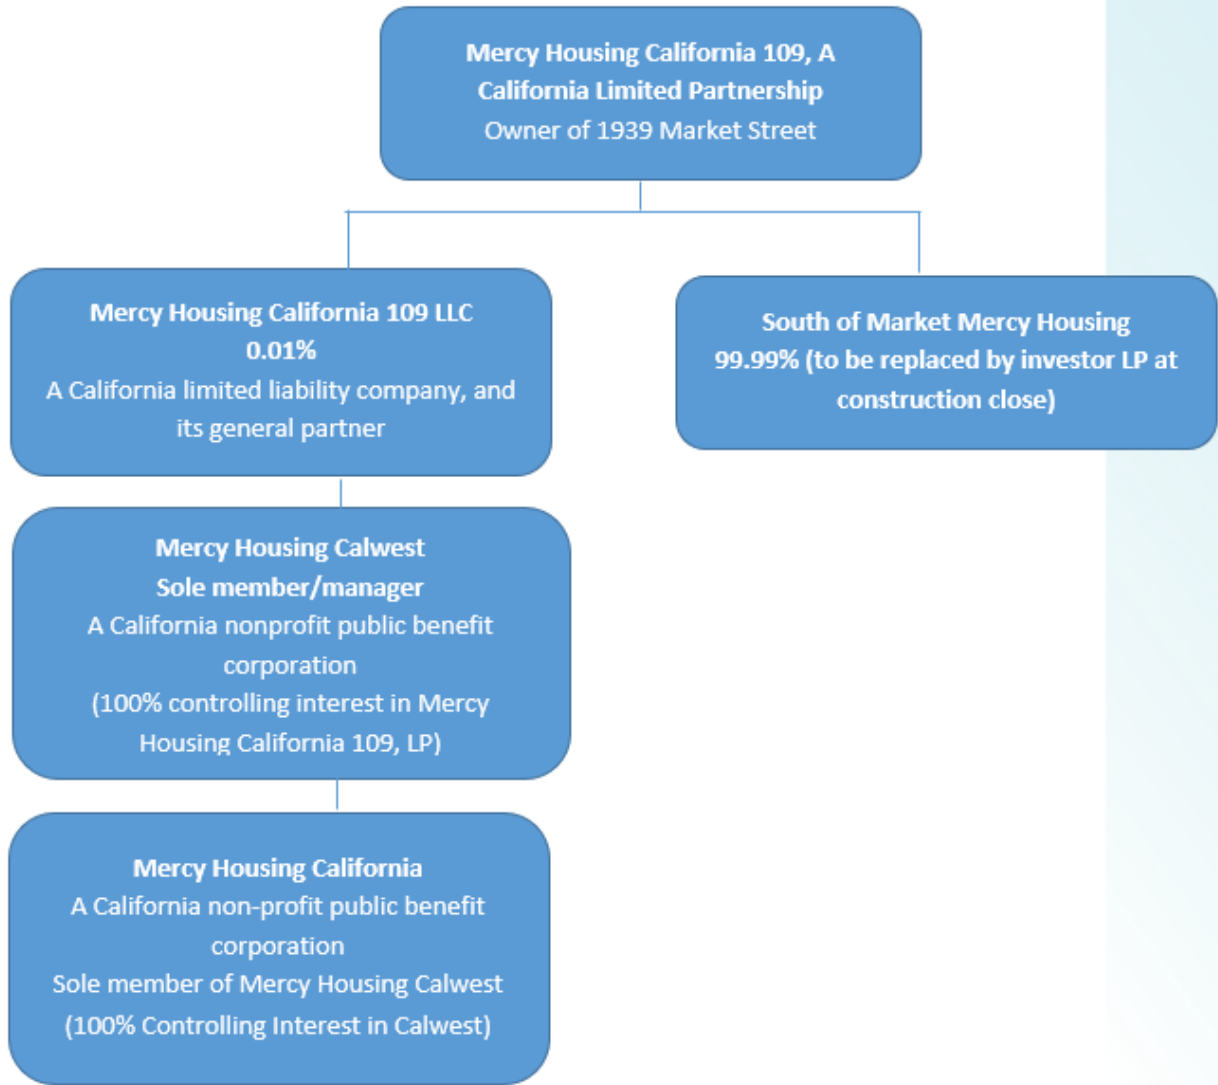 Mercy Housing California 109, A
California Limited Partnership
Owner of 1939 Market Street
Mercy Housing California 109 LLC
0.01%
A California limited liability company, and
its general partner
South of Market Mercy Housing
99.99% (to be replaced by investor LP at
construction close)
Mercy Housing Calwest
Sole member/manager
A California nonprofit public benefit
corporation
(100% controlling interest in Mercy
Housing California 109, LP)
Mercy Housing California
A California non-profit public benefit
corporation
Sole member of Mercy Housing Calwest
(100% Controlling Interest in Calwest)